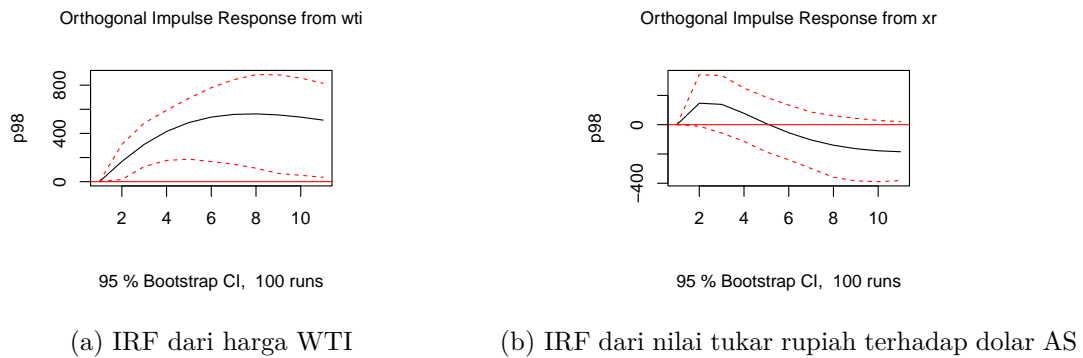 Orthogonal Impulse Response from wti
p98
0 400 800
2 4 6 8 10
95 % Bootstrap CI, 100 runs
(a) IRF dari harga WTI
Orthogonal Impulse Response from xr
p98
−400 0
2 4 6 8 10
95 % Bootstrap CI, 100 runs
(b) IRF dari nilai tukar rupiah terhadap dolar AS